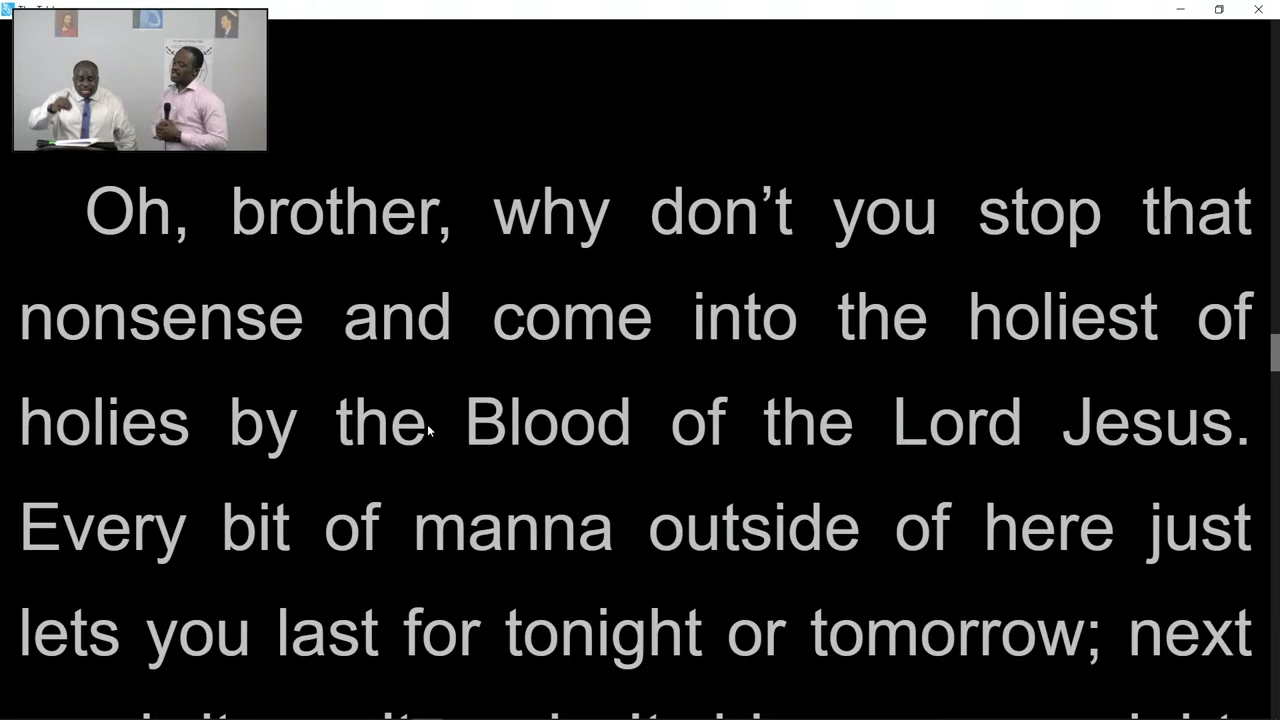 Oh, brother, why don’t you stop that
nonsense and come into the holiest of
holies by the Blood of the Lord Jesus.
Every bit of manna outside of here just
lets you last for tonight or tomorrow; next